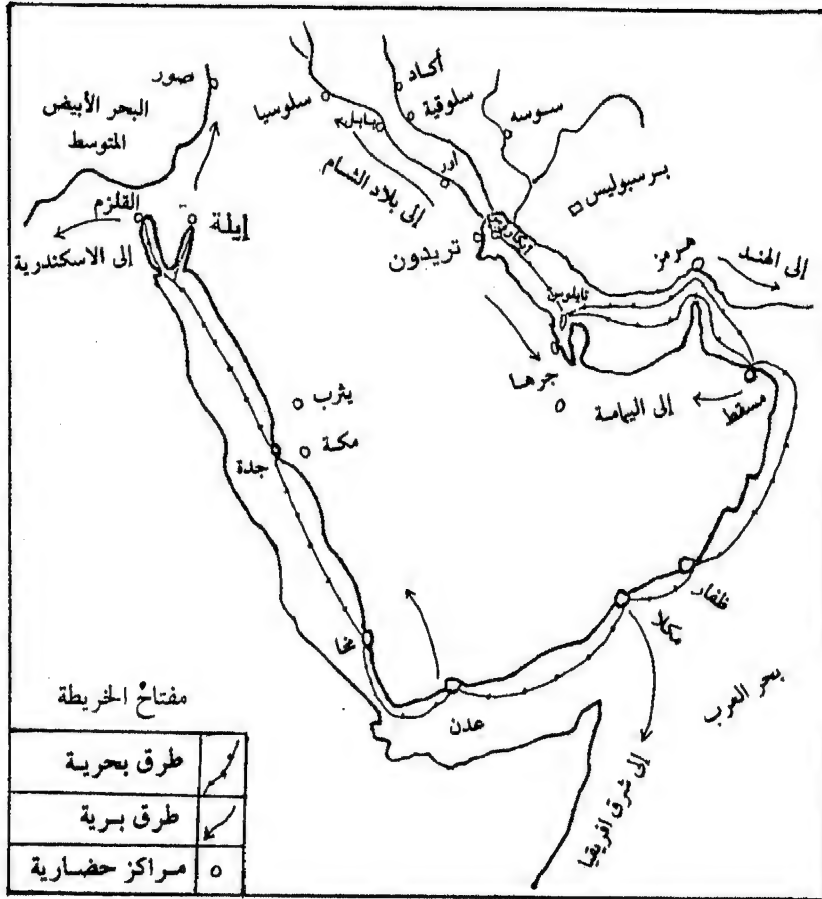 صور
البحر الأبيض
المتوسط
القلزم
إيلة
إلى الاسكندرية
أكاد
سلوقية
سلوسيا
بابل
سوسه
أور
إلى بلاد الشام
برسبوليس
تريدون
هرمز
إلى الهند
تايلوس
جرها
إلى اليمامة
مسقط
يثرب
مكة
جدة
ظفار
مكلا
مخا
عدن
بحر العرب
إلى شرق افريقيا
مفتاح الخريطة
طرق بحرية
طرق برية
مراكز حضارية